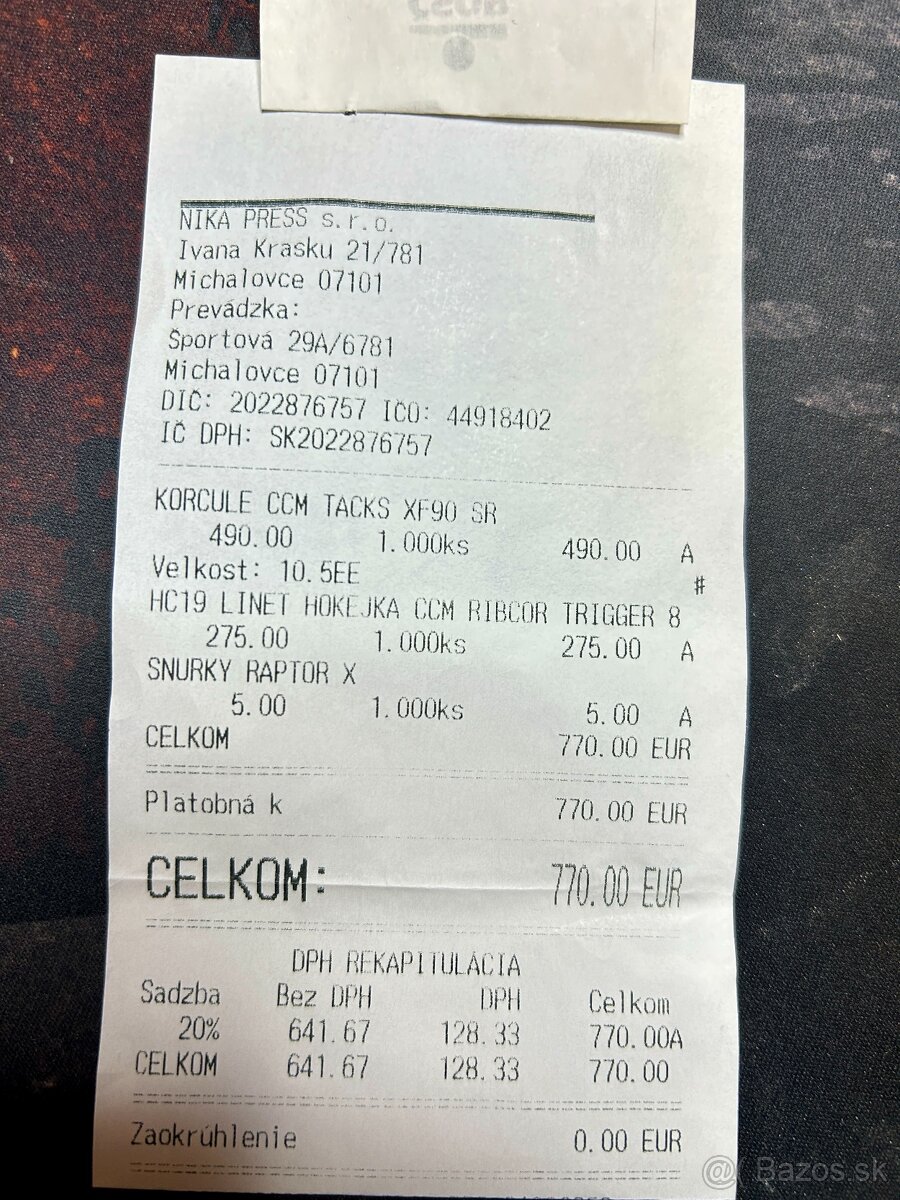 NIKA PRESS s.r.o.
Ivana Krasku 21/781
Michalovce 07101
Prevádzka:
Športová 29A/6781
Michalovce 07101
DIČ: 2022876757 IČO: 44918402
IČ DPH: SK2022876757
KORCULE CCM TACKS XF90 SR
490.00 1.000ks 490.00 A
Velkost: 10.5EE #
HC19 LINET HOKEJKA CCM RIBCOR TRIGGER 8
275.00 1.000ks 275.00 A
SNURKY RAPTOR X
5.00 1.000ks 5.00 A
CELKOM 770.00 EUR
Platobná k 770.00 EUR
CELKOM: 770.00 EUR
DPH REKAPITULÁCIA
Sadzba Bez DPH DPH Celkom
20% 641.67 128.33 770.00A
CELKOM 641.67 128.33 770.00
Zaokrúhlenie 0.00 EUR
@ Bazos.sk